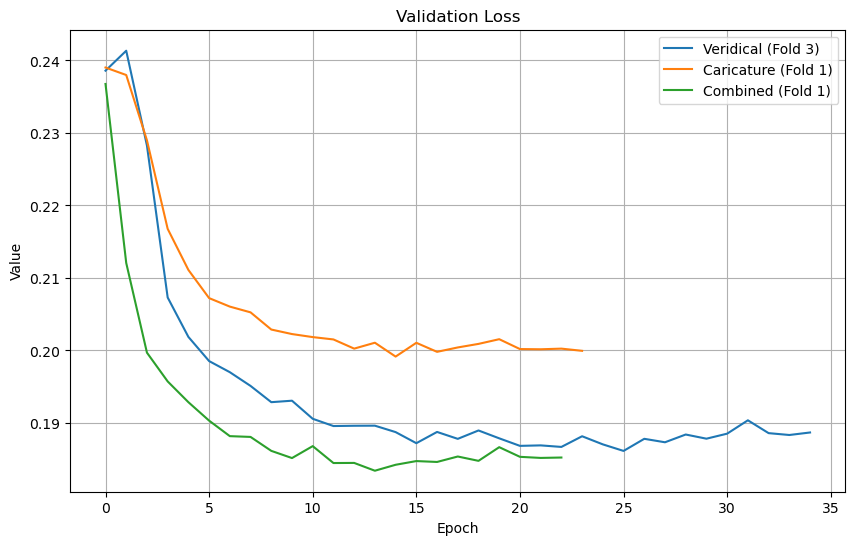 Validation Loss
Veridical (Fold 3)
Caricature (Fold 1)
Combined (Fold 1)
0.24
0.23
0.22
0.21
0.20
0.19
Value
0
5
10
15
20
25
30
35
Epoch